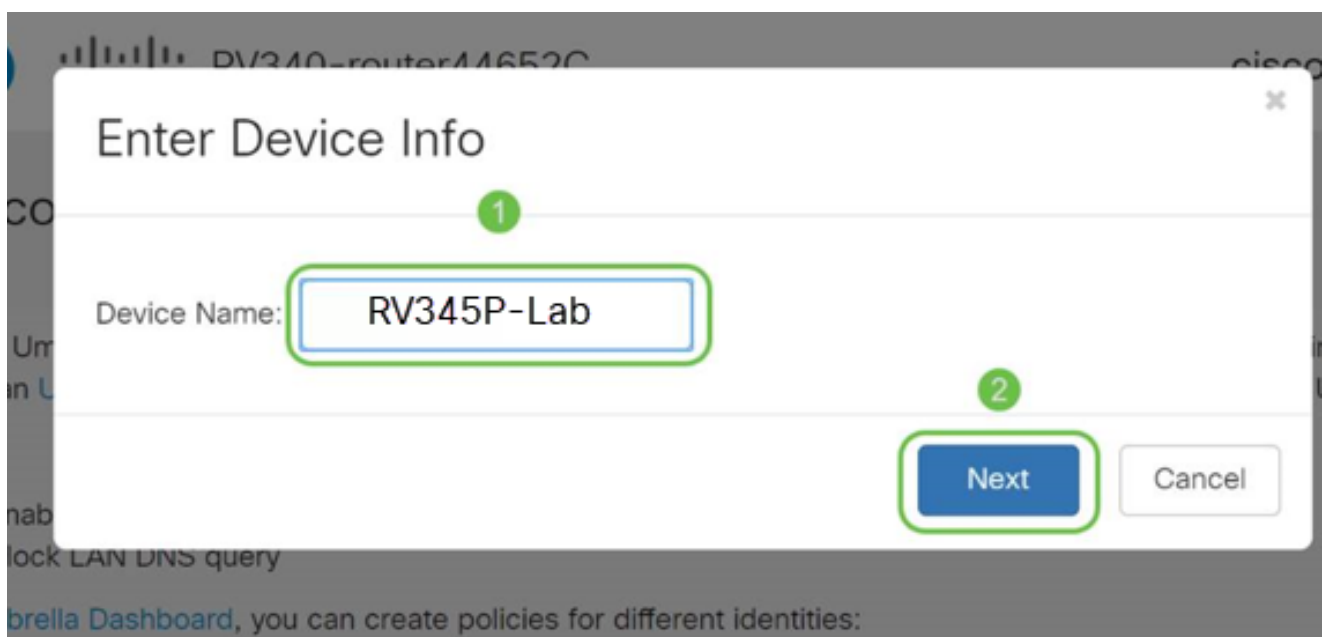 RV340-router44652C
cisco
Enter Device Info
1
Device Name:
RV345P-Lab
2
Next
Cancel
lock LAN DNS query
brella Dashboard, you can create policies for different identities: